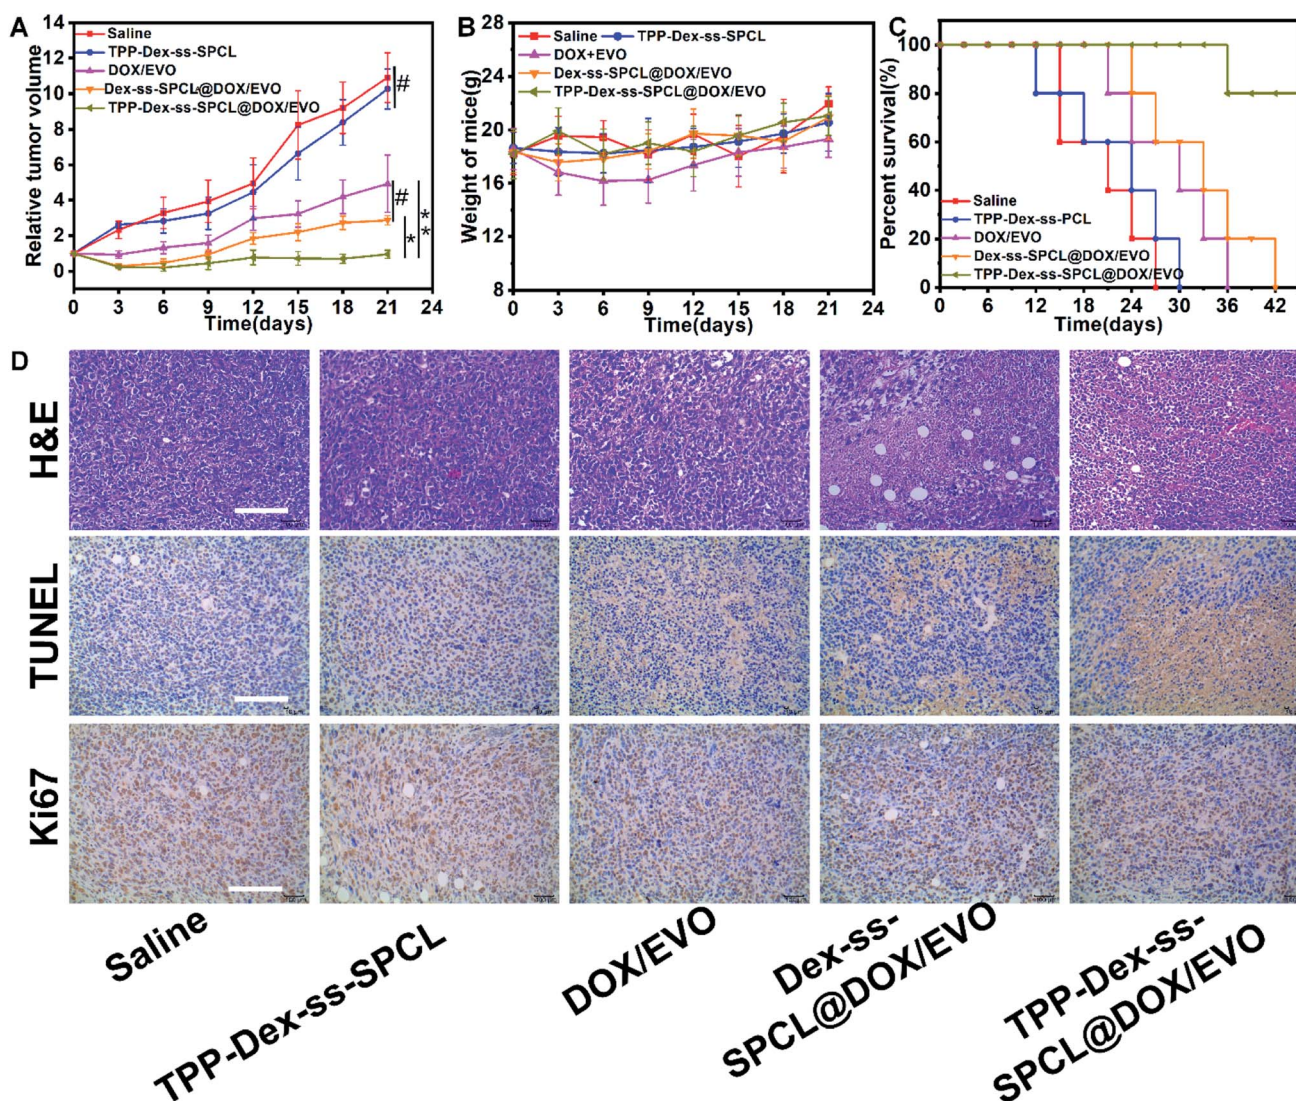 A
Relative tumor volume
14
12
10
8
6
4
2
0
Saline
TPP-Dex-ss-SPCL
DOX/EVO
Dex-ss-SPCL@DOX/EVO
TPP-Dex-ss-SPCL@DOX/EVO
#
#
*
**
0 3 6 9 12 15 18 21 24
Time(days)
B
Weight of mice(g)
28
24
20
16
12
8
Saline TPP-Dex-ss-SPCL
DOX+EVO
Dex-ss-SPCL@DOX/EVO
TPP-Dex-ss-SPCL@DOX/EVO
0 3 6 9 12 15 18 21 24
Time(days)
C
Percent survival(%)
100
80
60
40
20
0
Saline
TPP-Dex-ss-PCL
DOX/EVO
Dex-ss-SPCL@DOX/EVO
TPP-Dex-ss-SPCL@DOX/EVO
0 6 12 18 24 30 36 42
Time(days)
D
H&E
TUNEL
Ki67
Saline
TPP-Dex-ss-SPCL
DOX/EVO
Dex-ss-
SPCL@DOX/EVO
TPP-Dex-ss-
SPCL@DOX/EVO